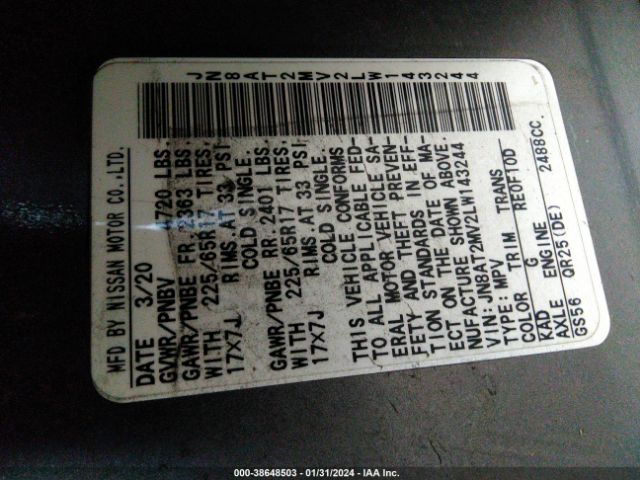 JN8AT2MV2LW143244
MFD BY NISSAN MOTOR CO.,LTD.
DATE 3/20
GVWR/PNBV 4720 LBS.
GAWR/PNBE FR.2363 LBS.
WITH 225/65R17 TIRES,
17X7J RIMS AT 33 PSI
COLD SINGLE.
GAWR/PNBE RR.2401 LBS.
WITH 225/65R17 TIRES,
17X7J RIMS AT 33 PSI
COLD SINGLE.
THIS VEHICLE CONFORMS
TO ALL APPLICABLE FED-
ERAL MOTOR VEHICLE SA-
FETY AND THEFT PREVEN-
TION STANDARDS IN EFF-
ECT ON THE DATE OF MA-
NUFACTURE SHOWN ABOVE.
VIN: JN8AT2MV2LW143244
TYPE: MPV
COLOR TRIM TRANS
KAD G RE0F10D
AXLE ENGINE 2488CC.
GS56 QR25(DE)
000-38648503 - 01/31/2024 - IAA Inc.